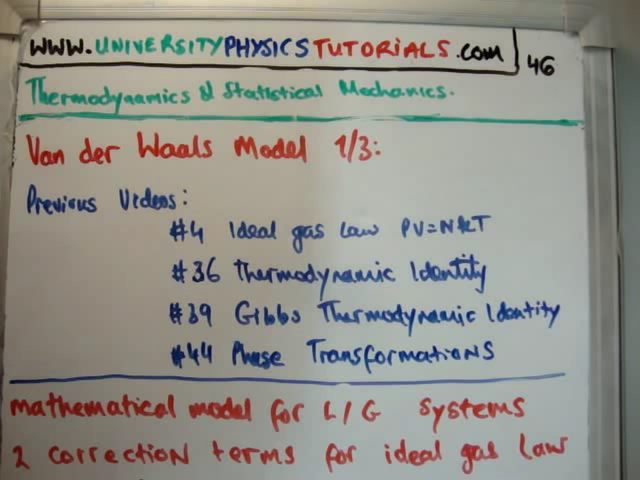 WWW.UNIVERSITYPHYSICSTUTORIALS.com 46
Thermodynamics & Statistical Mechanics.
Van der Waals Model 1/3:
Previous Videos:
#4 Ideal gas law PV=NkT
#36 Thermodynamic Identity
#39 Gibbs Thermodynamic Identity
#44 Phase Transformations
mathematical model for L/G systems
2 correction terms for ideal gas law